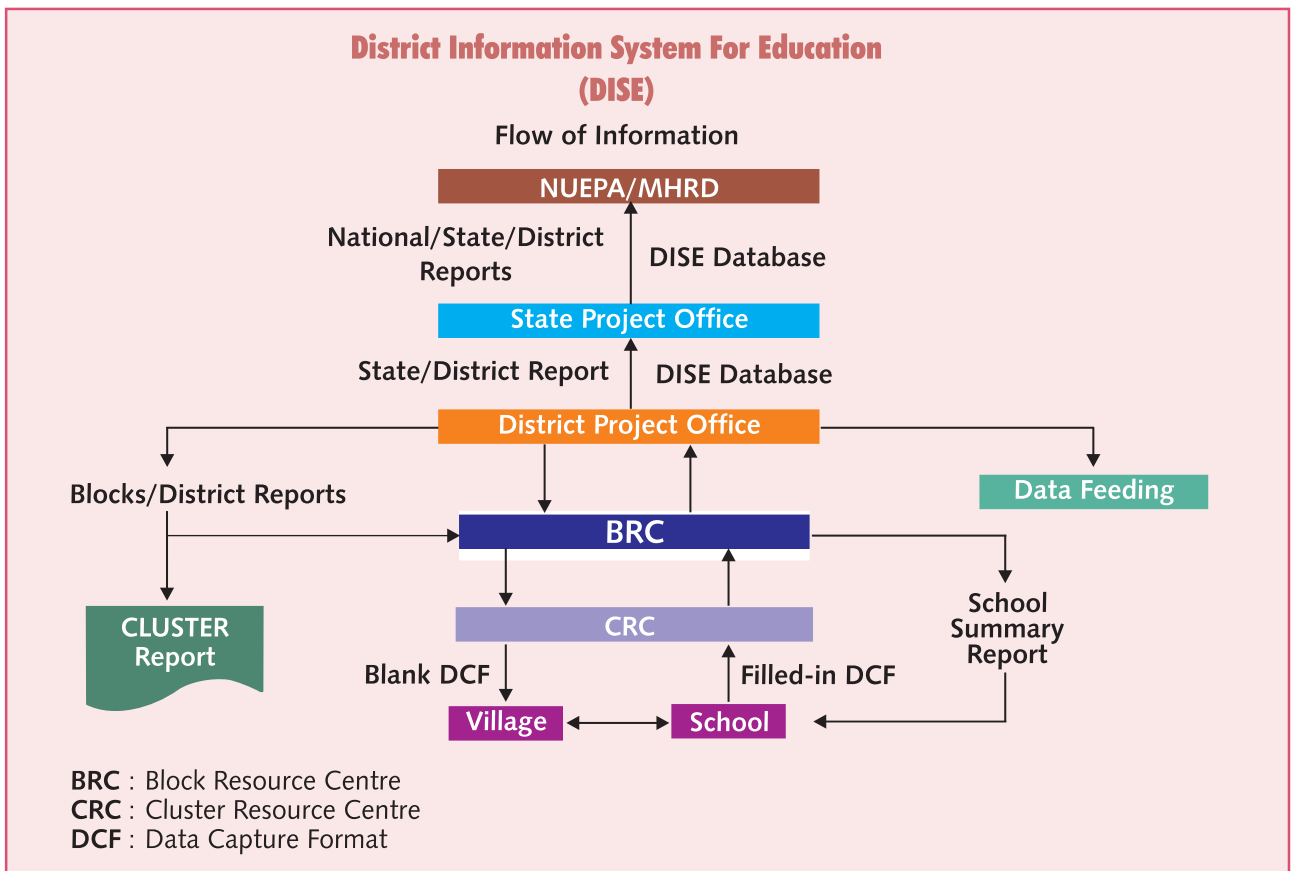 District Information System For Education
(DISE)
Flow of Information
NUEPA/MHRD
National/State/District
Reports
DISE Database
State Project Office
State/District Report
DISE Database
District Project Office
Blocks/District Reports
Data Feeding
BRC
CLUSTER
Report
CRC
School
Summary
Report
Blank DCF
Filled-in DCF
Village
School
BRC : Block Resource Centre
CRC : Cluster Resource Centre
DCF : Data Capture Format